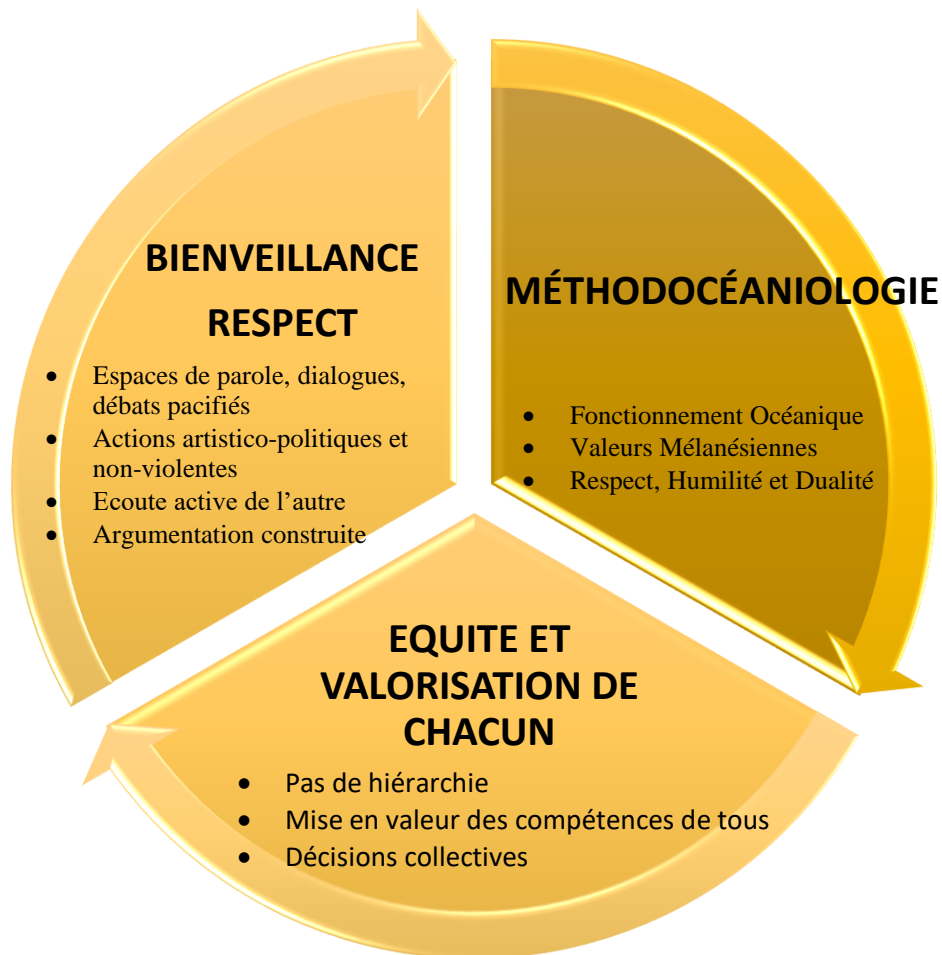 BIENVEILLANCE
RESPECT
• Espaces de parole, dialogues,
débats pacifiés
• Actions artistico-politiques et
non-violentes
• Ecoute active de l’autre
• Argumentation construite
MÉTHODOCÉANIOLOGIE
• Fonctionnement Océanique
• Valeurs Mélanésiennes
• Respect, Humilité et Dualité
EQUITE ET
VALORISATION DE
CHACUN
• Pas de hiérarchie
• Mise en valeur des compétences de tous
• Décisions collectives